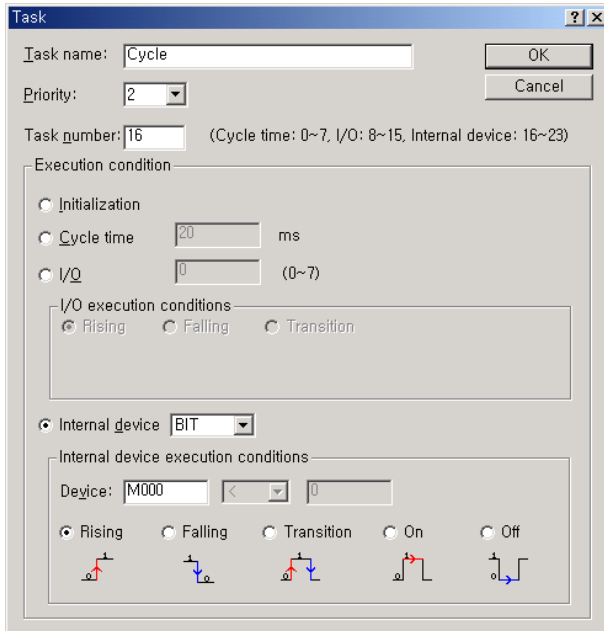 Task
Task name: Cycle
OK
Priority: 2
Cancel
Task number: 16 (Cycle time: 0~7, I/O: 8~15, Internal device: 16~23)
Execution condition
Initialization
Cycle time 20 ms
I/O 0 (0~7)
I/O execution conditions
Rising Falling Transition
Internal device BIT
Internal device execution conditions
Device: M000 < 0
Rising Falling Transition On Off
0 1 1 0 0 1 0 1 1 0